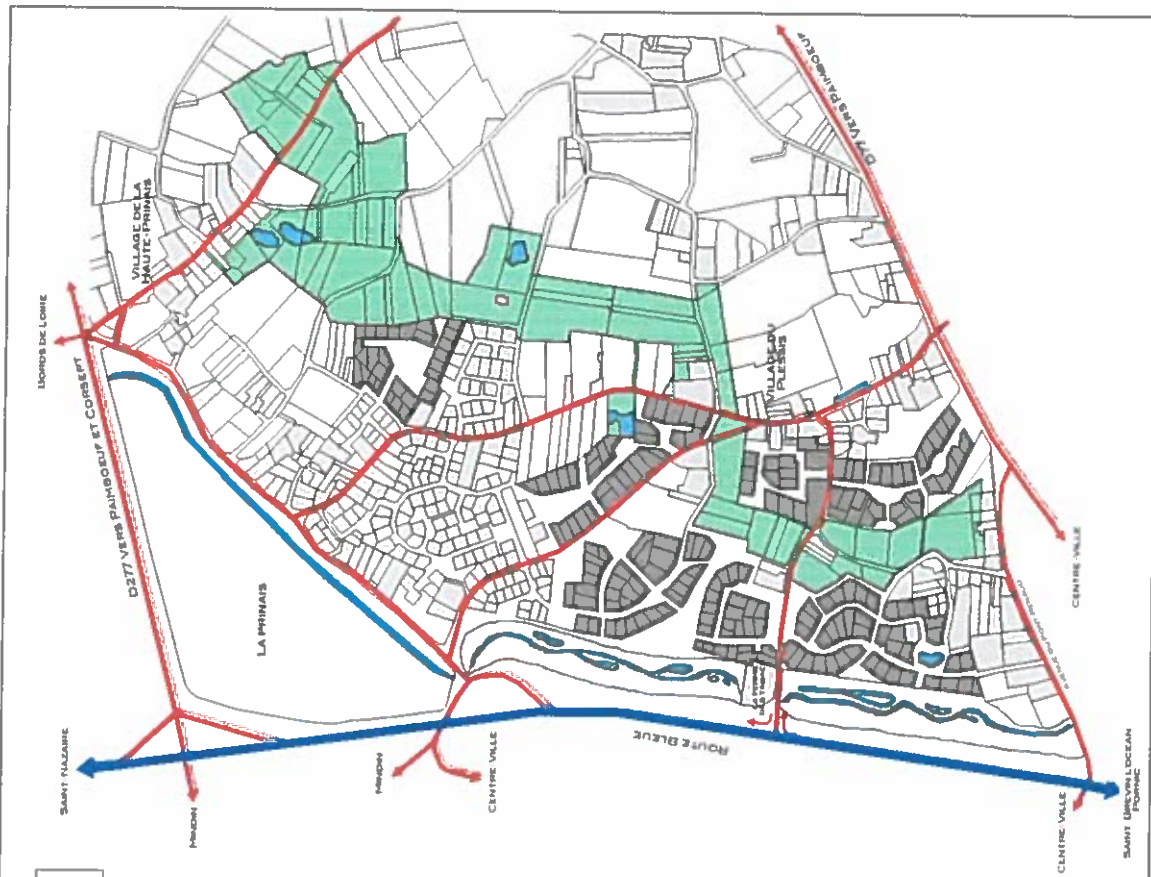 BORDS DE LOIRE
D277 VERS PAIMBOEUF ET CORSEPT
VILLAGE DE LA
HAUTE-PRINAIS
D77 VERS PAIMBOEUF
LA PRINAIS
VILLAGE DU
PLESSIS
SAINT NAZAIRE
MINDIN
MINDIN
CENTRE VILLE
ROUTE BLEUE
CENTRE VILLE
CENTRE VILLE
SAINT BREVIN L'OCEAN
PORNIC